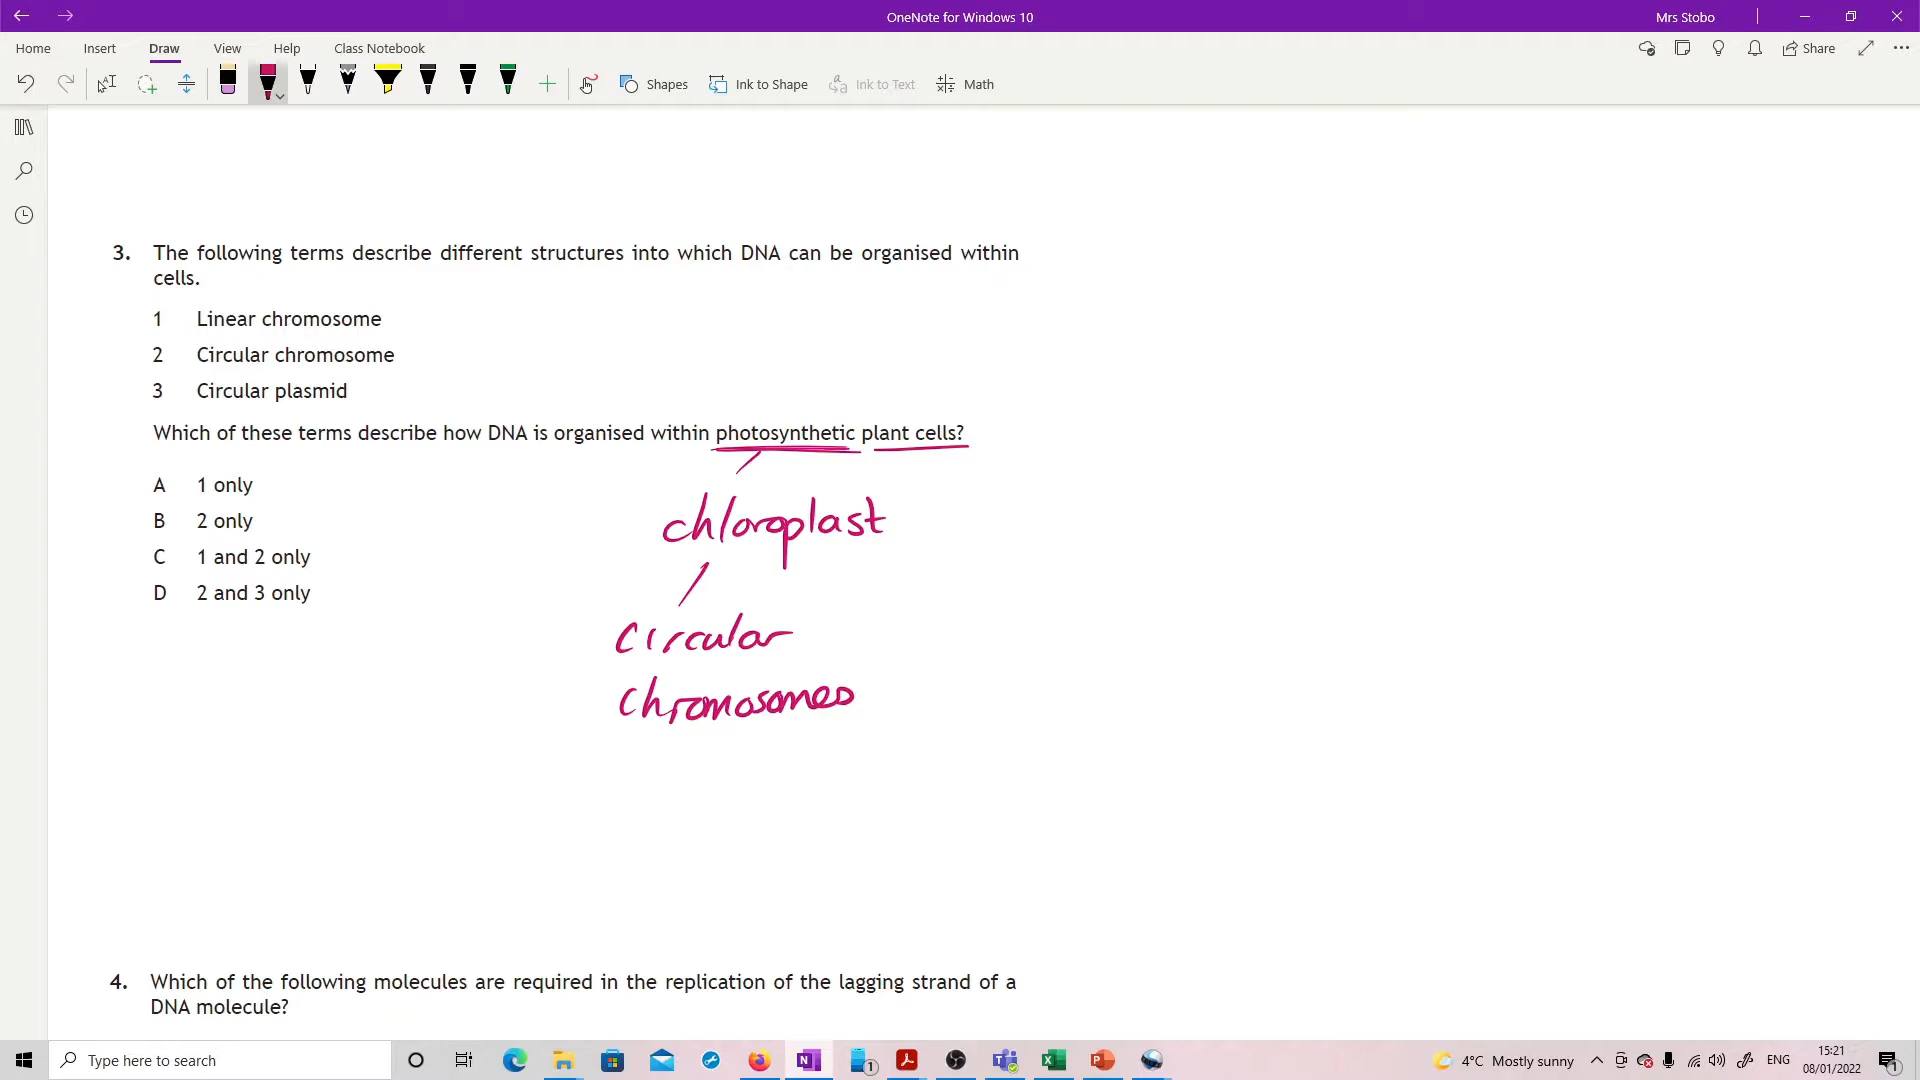 OneNote for Windows 10
Mrs Stobo
Home Insert Draw View Help Class Notebook
Share
Shapes Ink to Shape Ink to Text Math
3. The following terms describe different structures into which DNA can be organised within
cells.
1 Linear chromosome
2 Circular chromosome
3 Circular plasmid
Which of these terms describe how DNA is organised within photosynthetic plant cells?
A 1 only
B 2 only
C 1 and 2 only
D 2 and 3 only
chloroplast
circular
chromosomes
4. Which of the following molecules are required in the replication of the lagging strand of a
DNA molecule?
Type here to search
1
4°C Mostly sunny
ENG
15:21
08/01/2022
1